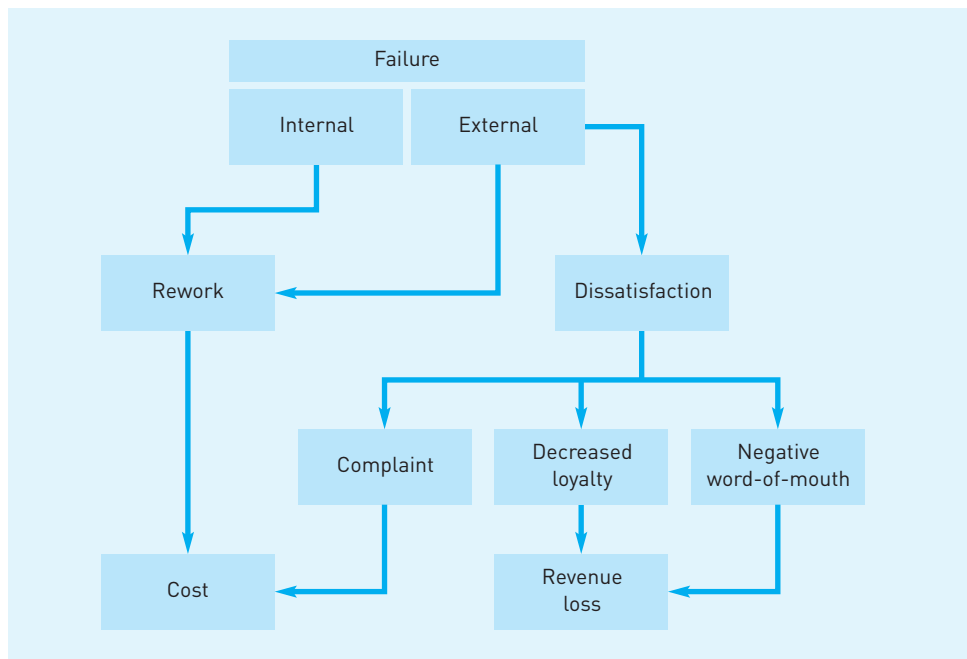 Failure
Internal
External
Rework
Dissatisfaction
Complaint
Decreased
loyalty
Negative
word-of-mouth
Cost
Revenue
loss